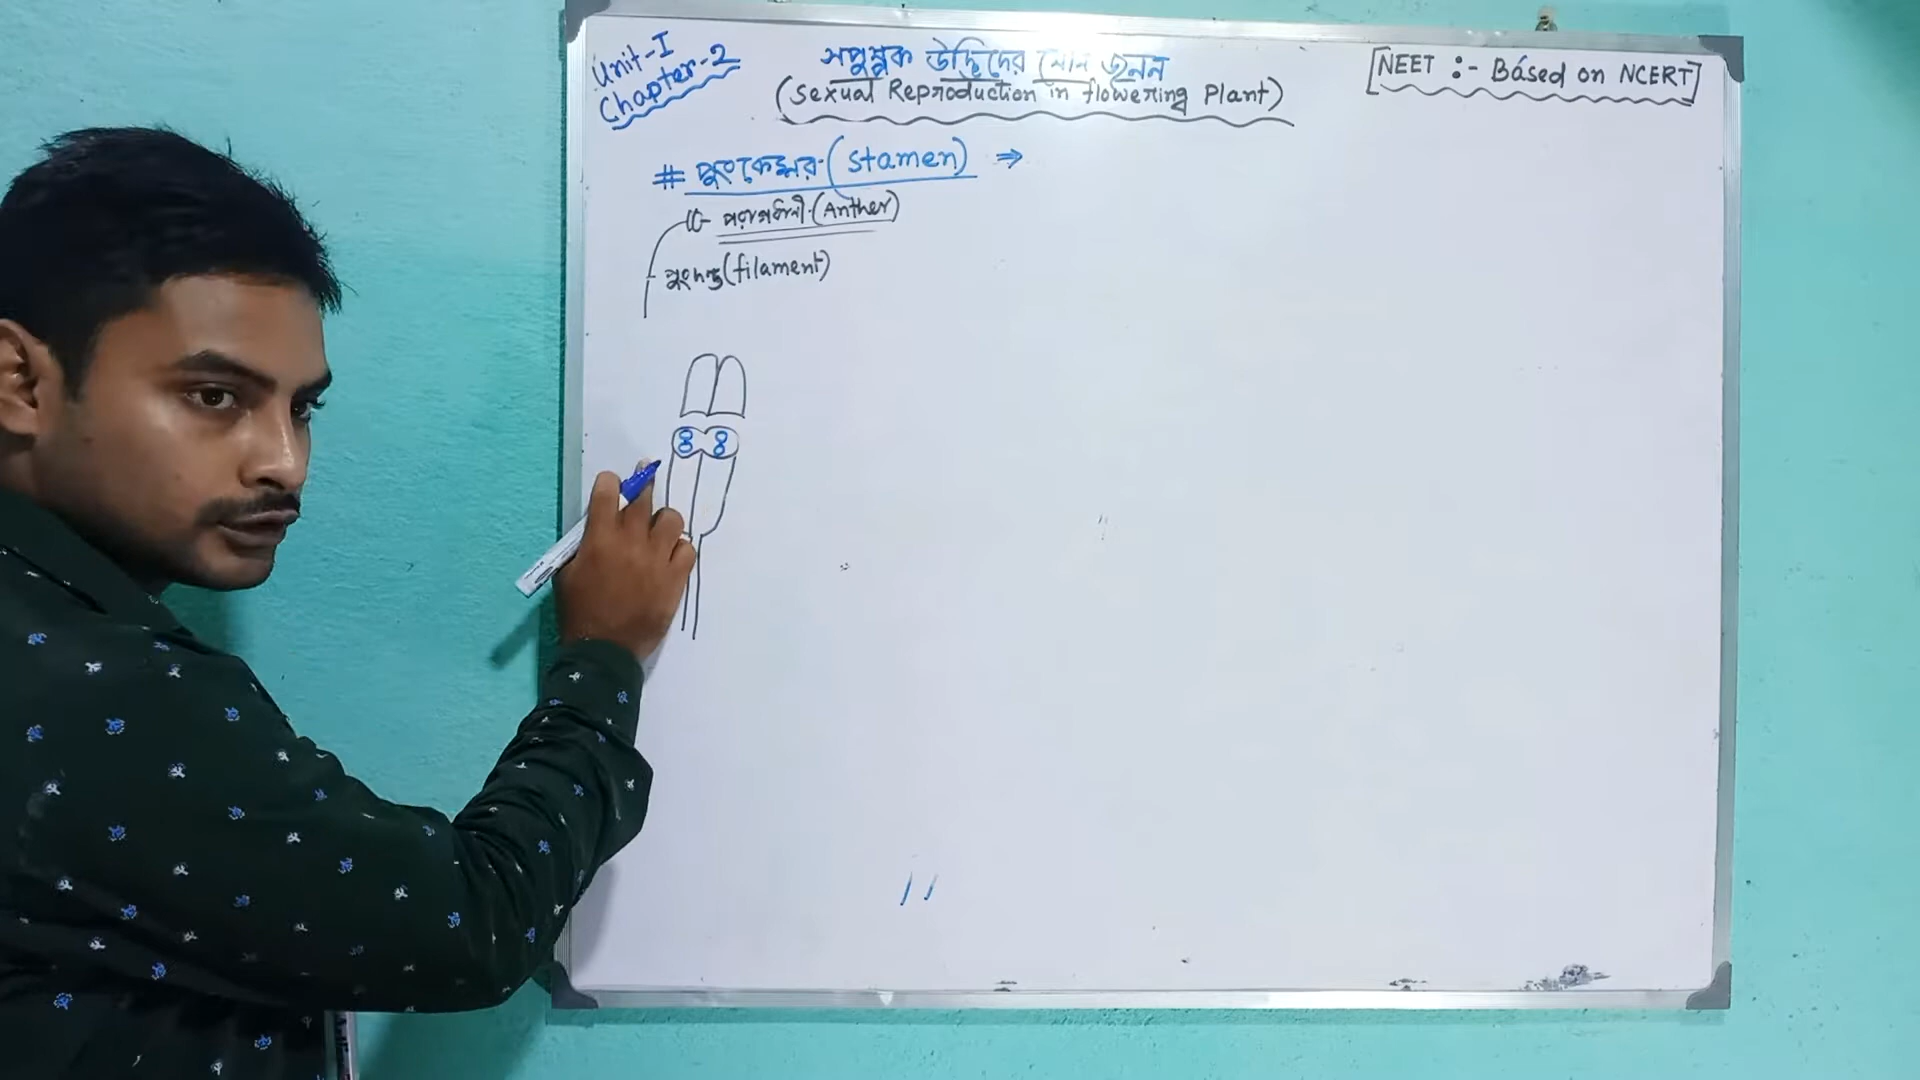 Unit-I
Chapter-2
সপুষ্পক উদ্ভিদের যৌন জনন
(Sexual Reproduction in flowering Plant)
[NEET :- Based on NCERT]
# পুংকেশর (Stamen) ⇒
পরাগধানী (Anther)
পুংদন্ড (filament)